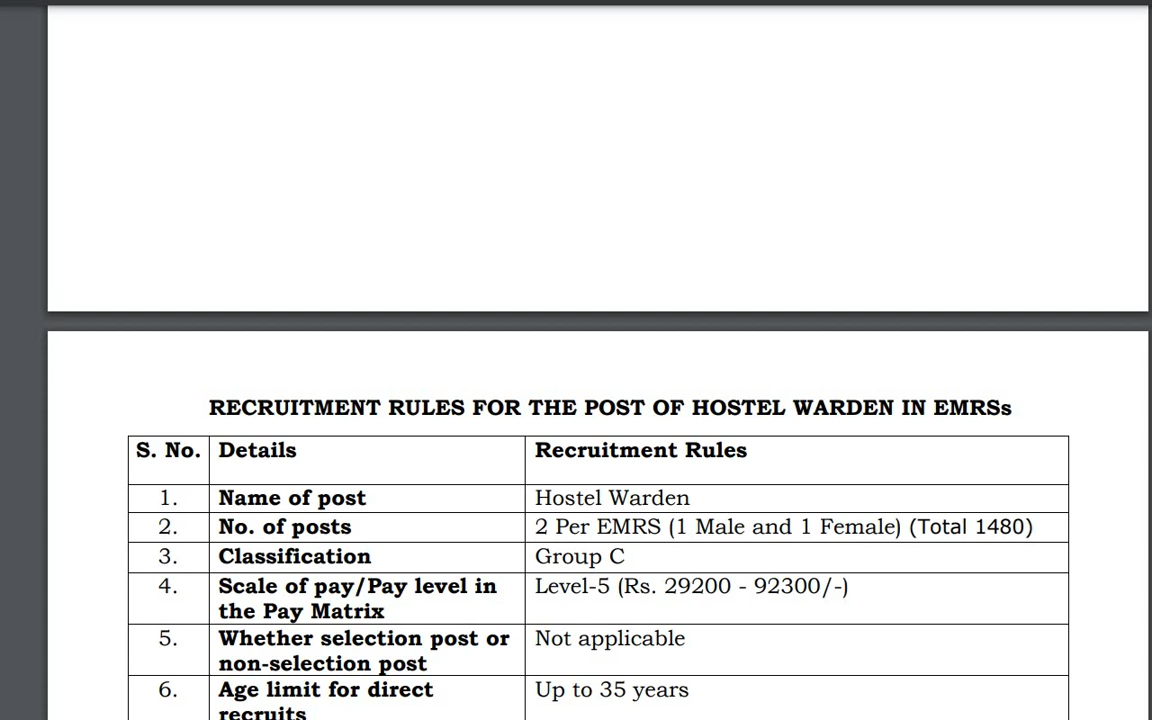 RECRUITMENT RULES FOR THE POST OF HOSTEL WARDEN IN EMRSs
S. No. Details Recruitment Rules
1. Name of post Hostel Warden
2. No. of posts 2 Per EMRS (1 Male and 1 Female) (Total 1480)
3. Classification Group C
4. Scale of pay/Pay level in Level-5 (Rs. 29200 - 92300/-)
the Pay Matrix
5. Whether selection post or Not applicable
non-selection post
6. Age limit for direct Up to 35 years
recruits